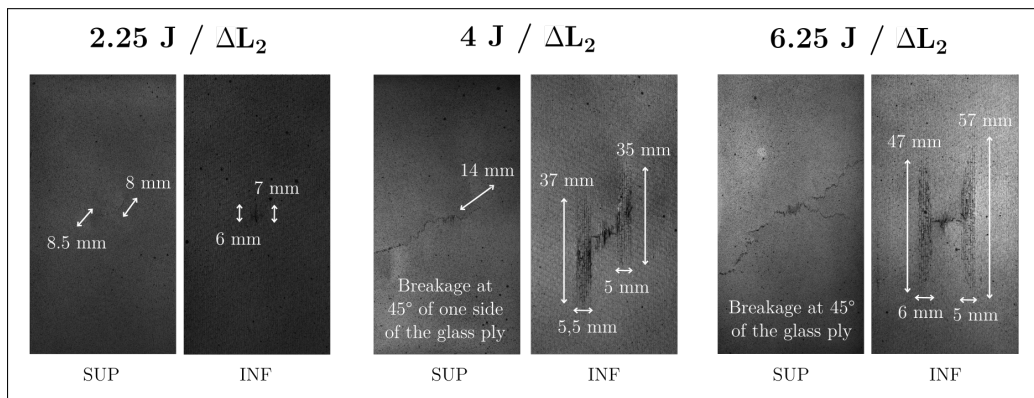 2.25 J / ΔL₂
8 mm
8.5 mm
7 mm
6 mm
SUP
INF
4 J / ΔL₂
14 mm
Breakage at
45° of one side
of the glass ply
35 mm
37 mm
5 mm
5,5 mm
SUP
INF
6.25 J / ΔL₂
Breakage at 45°
of the glass ply
57 mm
47 mm
6 mm
5 mm
SUP
INF